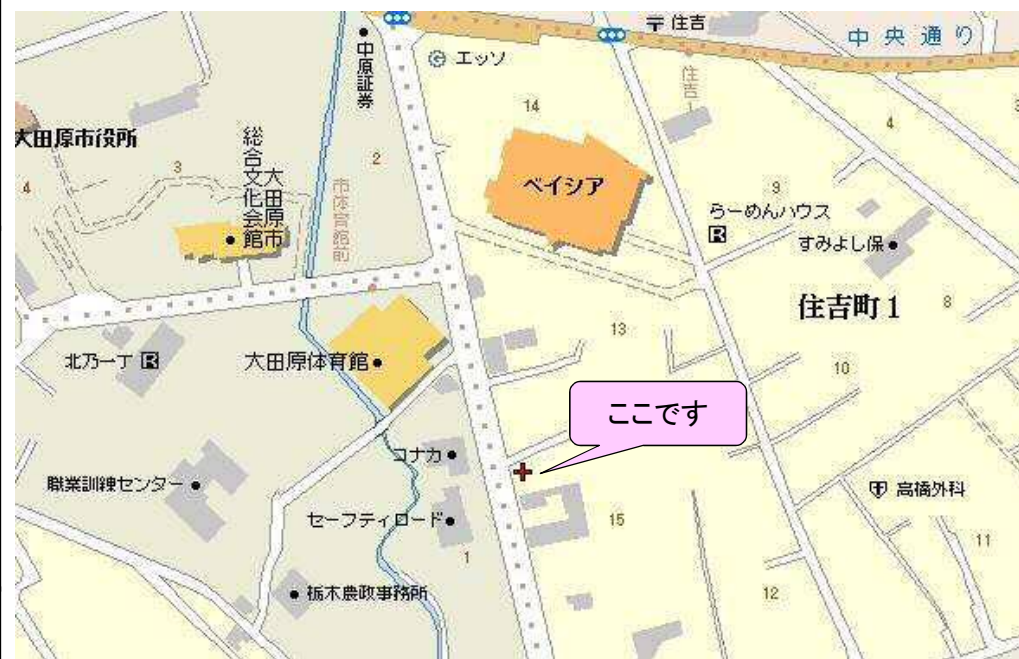 〒住吉
中央通り
中原証券
エッソ
住吉1
14
4
大田原市役所
3
2
4
大田原市
総合文化会館
市体育館前
ベイシア
9
らーめんハウス
すみよし保
住吉町1
8
13
北乃一丁
大田原体育館
10
ここです
コナカ
職業訓練センター
高橋外科
セーフティロード
15
11
1
栃木農政事務所
12